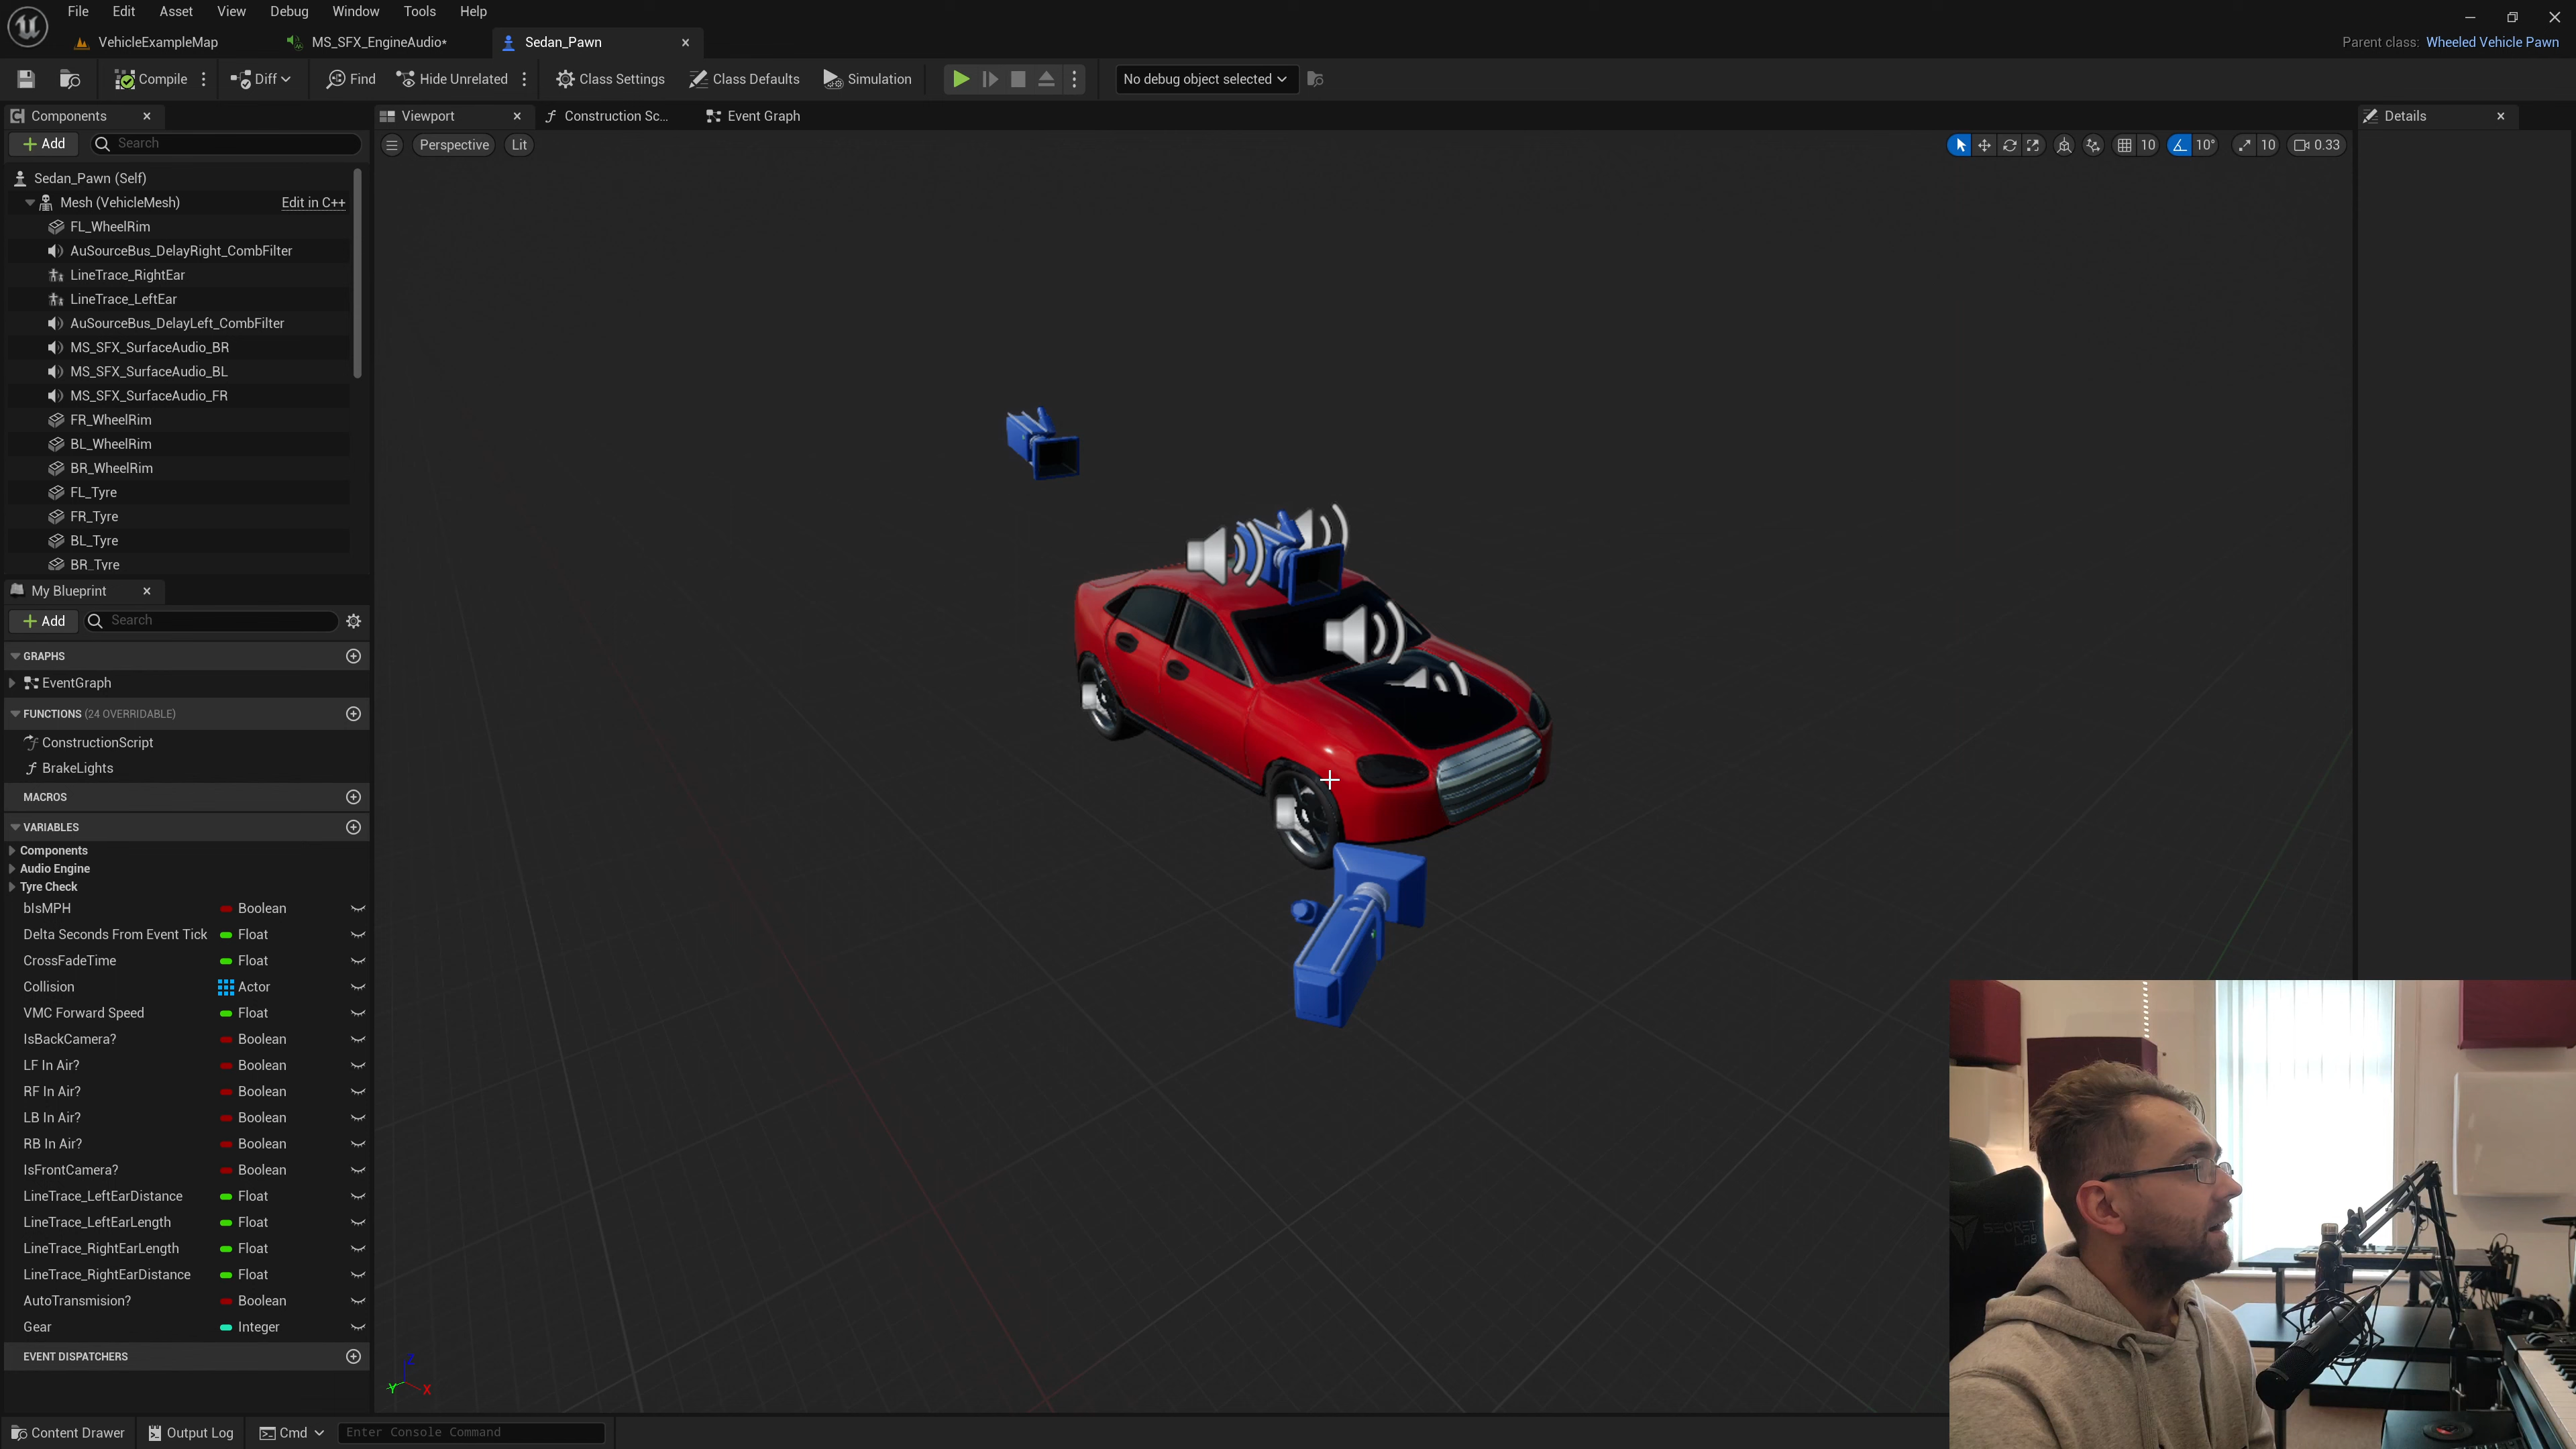 File Edit Asset View Debug Window Tools Help
VehicleExampleMap MS_SFX_EngineAudio* Sedan_Pawn
Parent class: Wheeled Vehicle Pawn
Compile Diff Find Hide Unrelated Class Settings Class Defaults Simulation No debug object selected
Components Viewport Construction Sc... Event Graph Details
Add Search
Perspective Lit 10 10° 10 0.33
Sedan_Pawn (Self)
Mesh (VehicleMesh) Edit in C++
FL_WheelRim
AuSourceBus_DelayRight_CombFilter
LineTrace_RightEar
LineTrace_LeftEar
AuSourceBus_DelayLeft_CombFilter
MS_SFX_SurfaceAudio_BR
MS_SFX_SurfaceAudio_BL
MS_SFX_SurfaceAudio_FR
FR_WheelRim
BL_WheelRim
BR_WheelRim
FL_Tyre
FR_Tyre
BL_Tyre
BR_Tyre
My Blueprint
Add Search
GRAPHS
EventGraph
FUNCTIONS (24 OVERRIDABLE)
ConstructionScript
BrakeLights
MACROS
VARIABLES
Components
Audio Engine
Tyre Check
bIsMPH Boolean
Delta Seconds From Event Tick Float
CrossFadeTime Float
Collision Actor
VMC Forward Speed Float
IsBackCamera? Boolean
LF In Air? Boolean
RF In Air? Boolean
LB In Air? Boolean
RB In Air? Boolean
IsFrontCamera? Boolean
LineTrace_LeftEarDistance Float
LineTrace_LeftEarLength Float
LineTrace_RightEarLength Float
LineTrace_RightEarDistance Float
AutoTransmision? Boolean
Gear Integer
EVENT DISPATCHERS
Z
Y X
SECRET
LAB
Content Drawer Output Log Cmd Enter Console Command